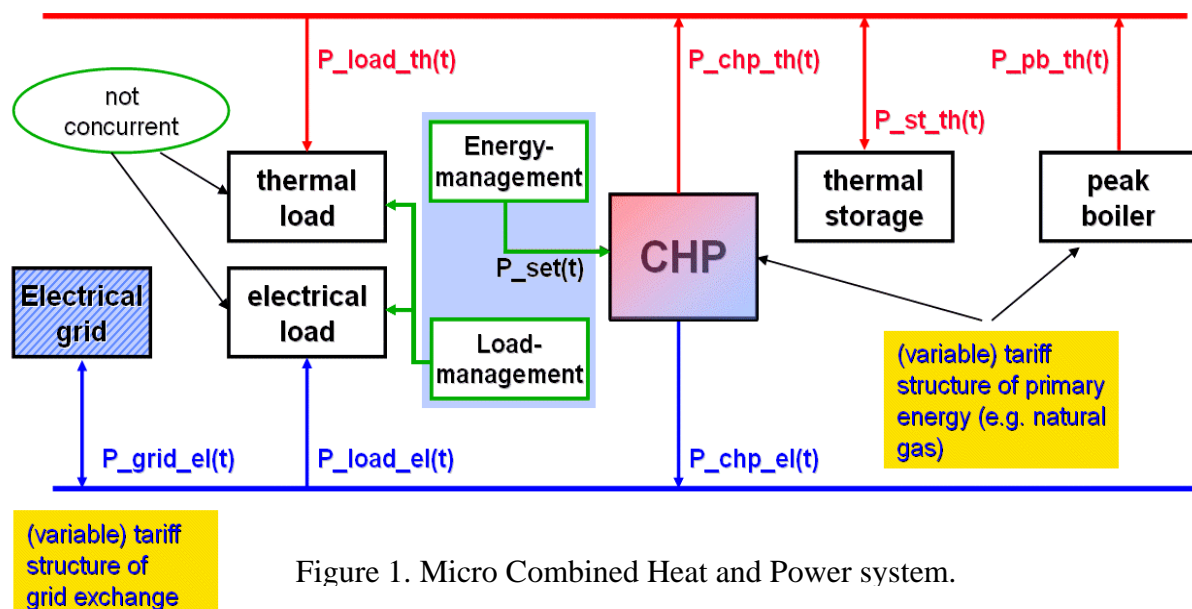 P_load_th(t)
P_chp_th(t)
P_pb_th(t)
not
concurrent
P_st_th(t)
Energy-
management
thermal
load
thermal
storage
peak
boiler
CHP
P_set(t)
Electrical
grid
electrical
load
Load-
management
(variable) tariff
structure of primary
energy (e.g. natural
gas)
P_grid_el(t)
P_load_el(t)
P_chp_el(t)
(variable) tariff
structure of
grid exchange
Figure 1. Micro Combined Heat and Power system.